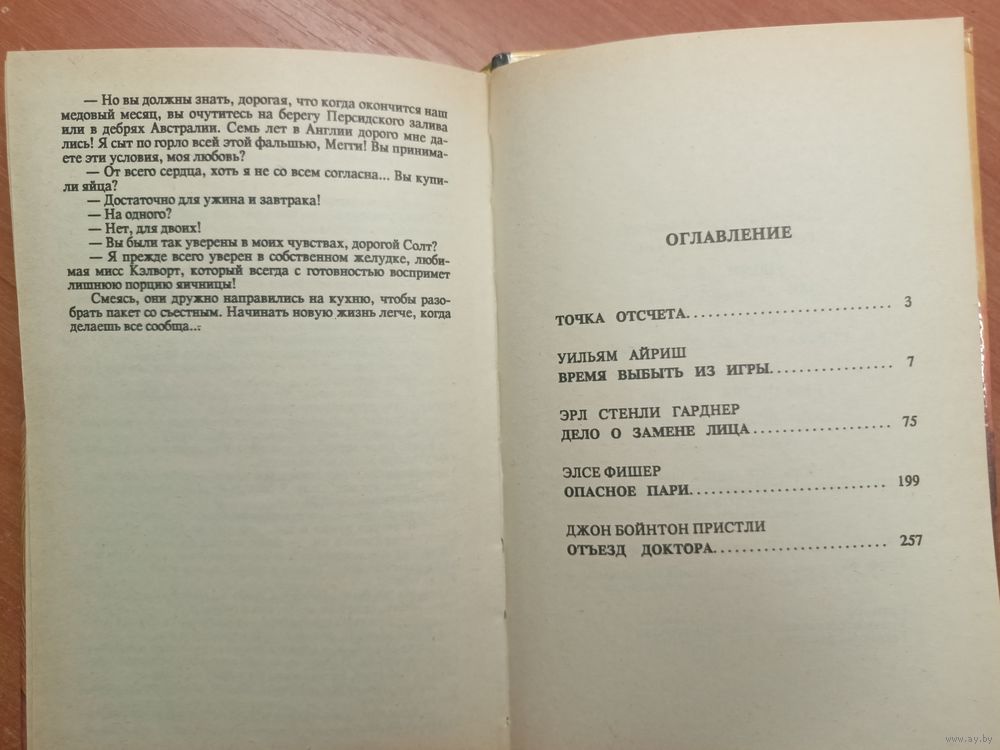 — Но вы должны знать, дорогая, что когда окончится наш
медовый месяц, вы очутитесь на берегу Персидского залива
или в дебрях Австралии. Семь лет в Англии дорого мне да-
лись! Я сыт по горло всей этой фальшью, Мегги! Вы принима-
ете эти условия, моя любовь?
— От всего сердца, хоть я не со всем согласна... Вы купи-
ли яйца?
— Достаточно для ужина и завтрака!
— На одного?
— Нет, для двоих!
— Вы были так уверены в моих чувствах, дорогой Солт?
— Я прежде всего уверен в собственном желудке, люби-
мая мисс Кэлворт, который всегда с готовностью воспримет
лишнюю порцию яичницы!
Смеясь, они дружно направились на кухню, чтобы разо-
брать пакет со съестным. Начинать новую жизнь легче, когда
делаешь все сообща...
ОГЛАВЛЕНИЕ
ТОЧКА ОТСЧЕТА........................ 3
УИЛЬЯМ АЙРИШ
ВРЕМЯ ВЫБЫТЬ ИЗ ИГРЫ................ 7
ЭРЛ СТЕНЛИ ГАРДНЕР
ДЕЛО О ЗАМЕНЕ ЛИЦА................... 75
ЭЛСЕ ФИШЕР
ОПАСНОЕ ПАРИ........................ 199
ДЖОН БОЙНТОН ПРИСТЛИ
ОТЪЕЗД ДОКТОРА...................... 257
www.ay.by